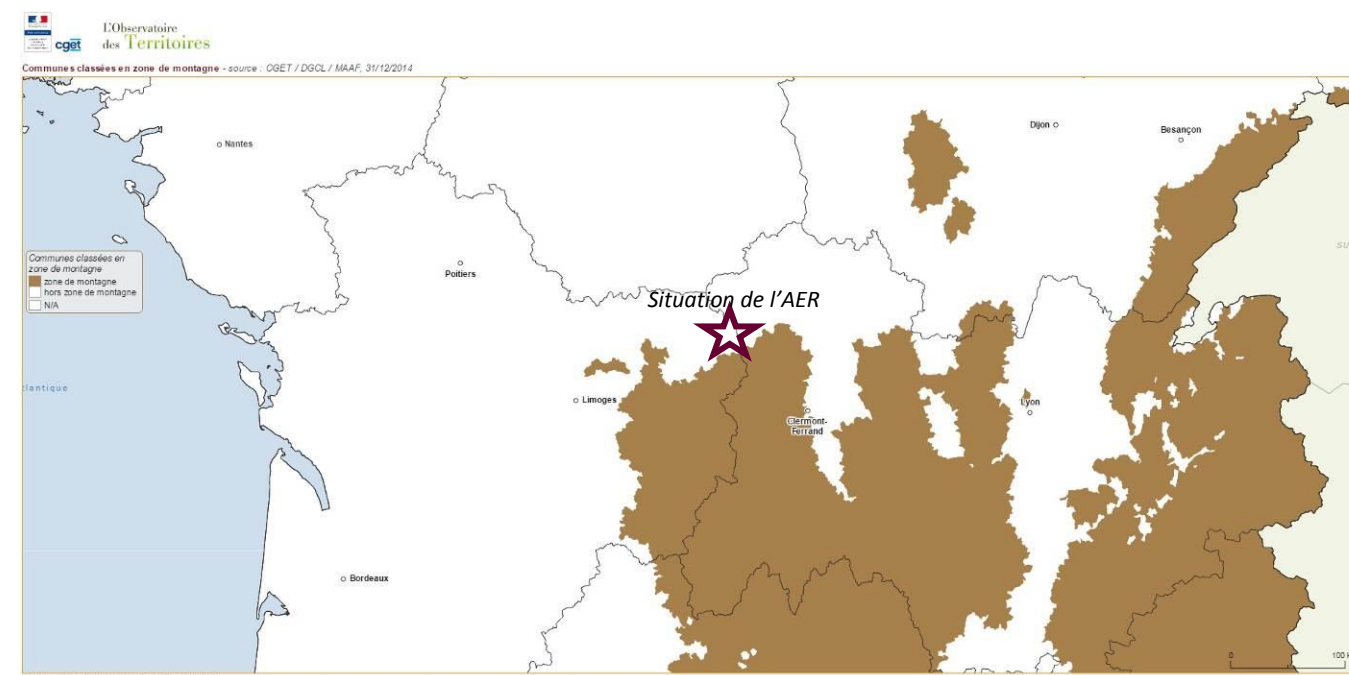 cget
L'Observatoire
des Territoires
Communes classées en zone de montagne - source : CGET / DGCL / MAAF, 31/12/2014
Dijon
Besançon
Nantes
Communes classées en
zone de montagne
zone de montagne
hors zone de montagne
N/A
Poitiers
SU
Situation de l'AER
tlantique
Limoges
Lyon
Clermont-
Ferrand
Bordeaux
0 100 k